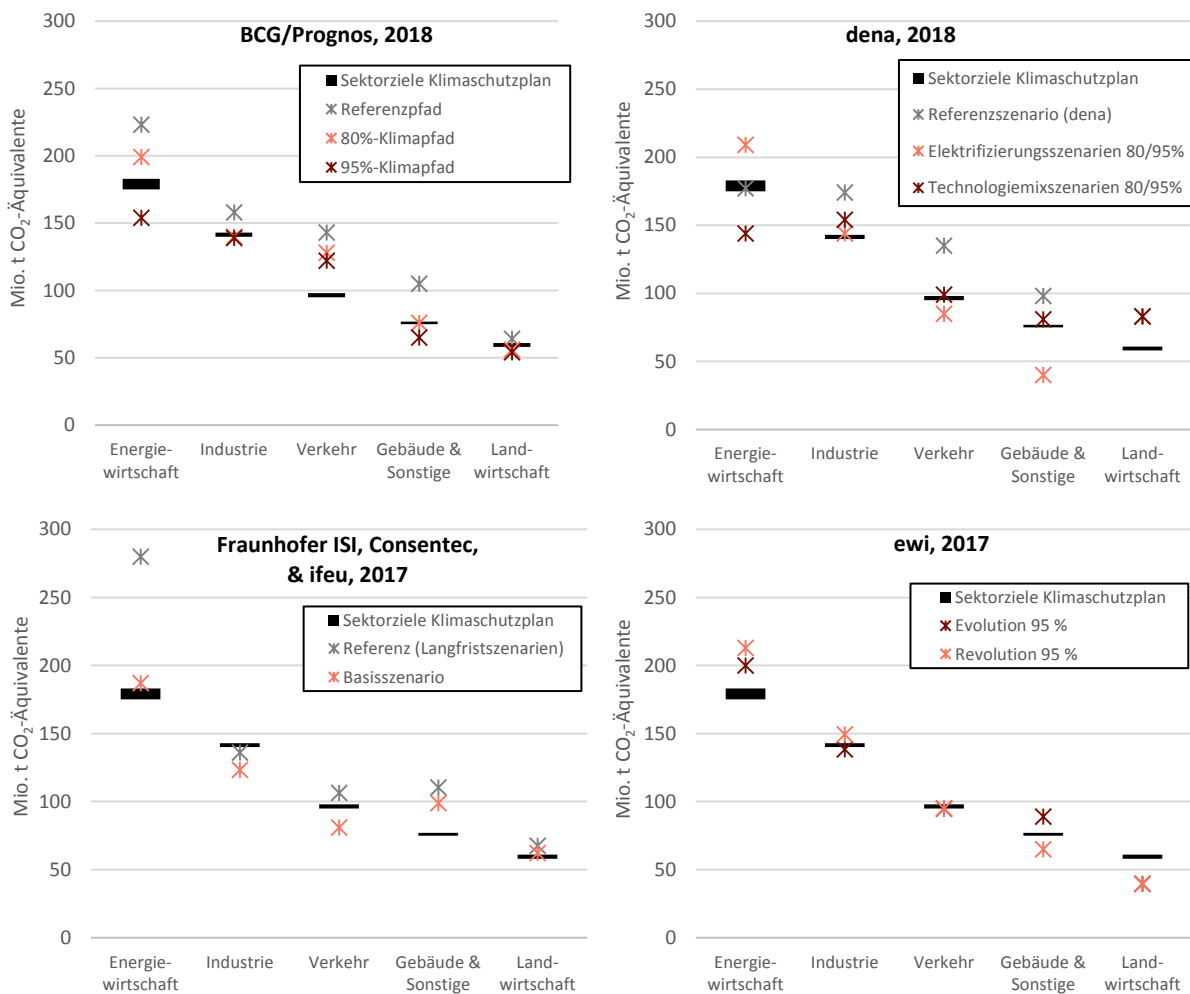 BCG/Prognos, 2018
Mio. t CO₂-Äquivalente
300
250
200
150
100
50
0
Sektorziele Klimaschutzplan
Referenzpfad
80%-Klimapfad
95%-Klimapfad
Energie-
wirtschaft
Industrie
Verkehr
Gebäude &
Sonstige
Land-
wirtschaft
dena, 2018
Mio. t CO₂-Äquivalente
300
250
200
150
100
50
0
Sektorziele Klimaschutzplan
Referenzszenario (dena)
Elektrifizierungsszenarien 80/95%
Technologiemixszenarien 80/95%
Energie-
wirtschaft
Industrie
Verkehr
Gebäude &
Sonstige
Land-
wirtschaft
Fraunhofer ISI, Consentec,
& ifeu, 2017
Mio. t CO₂-Äquivalente
300
250
200
150
100
50
0
Sektorziele Klimaschutzplan
Referenz (Langfristszenarien)
Basisszenario
Energie-
wirtschaft
Industrie
Verkehr
Gebäude &
Sonstige
Land-
wirtschaft
ewi, 2017
Mio. t CO₂-Äquivalente
300
250
200
150
100
50
0
Sektorziele Klimaschutzplan
Evolution 95 %
Revolution 95 %
Energie-
wirtschaft
Industrie
Verkehr
Gebäude &
Sonstige
Land-
wirtschaft